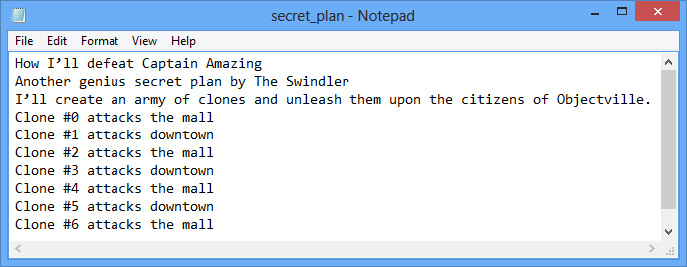 secret_plan - Notepad
File Edit Format View Help
How I’ll defeat Captain Amazing
Another genius secret plan by The Swindler
I’ll create an army of clones and unleash them upon the citizens of Objectville.
Clone #0 attacks the mall
Clone #1 attacks downtown
Clone #2 attacks the mall
Clone #3 attacks downtown
Clone #4 attacks the mall
Clone #5 attacks downtown
Clone #6 attacks the mall